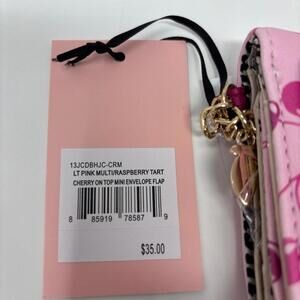 13JCDBHJC-CRM
LT PINK MULTI/RASPBERRY TART
CHERRY ON TOP MINI ENVELOPE FLAP
8 85919 78587 9
$35.00